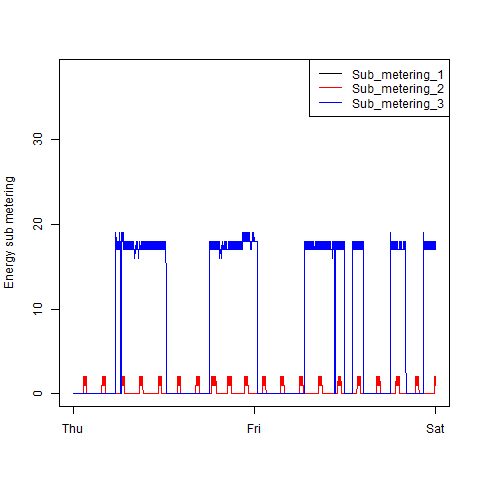 Sub_metering_1
Sub_metering_2
Sub_metering_3
Energy sub metering
30
20
10
0
Thu
Fri
Sat